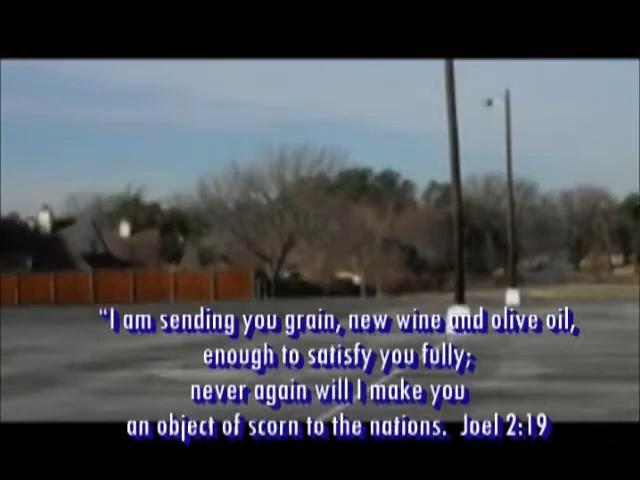 "I am sending you grain, new wine and olive oil,
enough to satisfy you fully;
never again will I make you
an object of scorn to the nations. Joel 2:19